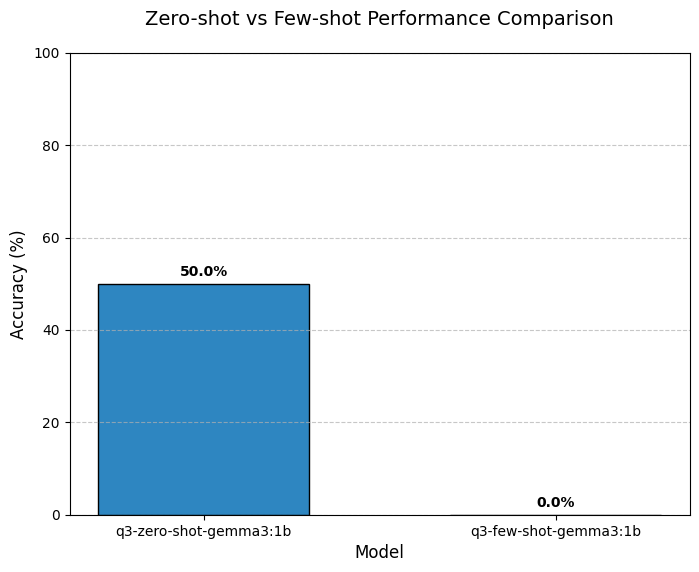 Zero-shot vs Few-shot Performance Comparison
100
80
60
40
20
0
Accuracy (%)
50.0%
0.0%
q3-zero-shot-gemma3:1b
q3-few-shot-gemma3:1b
Model